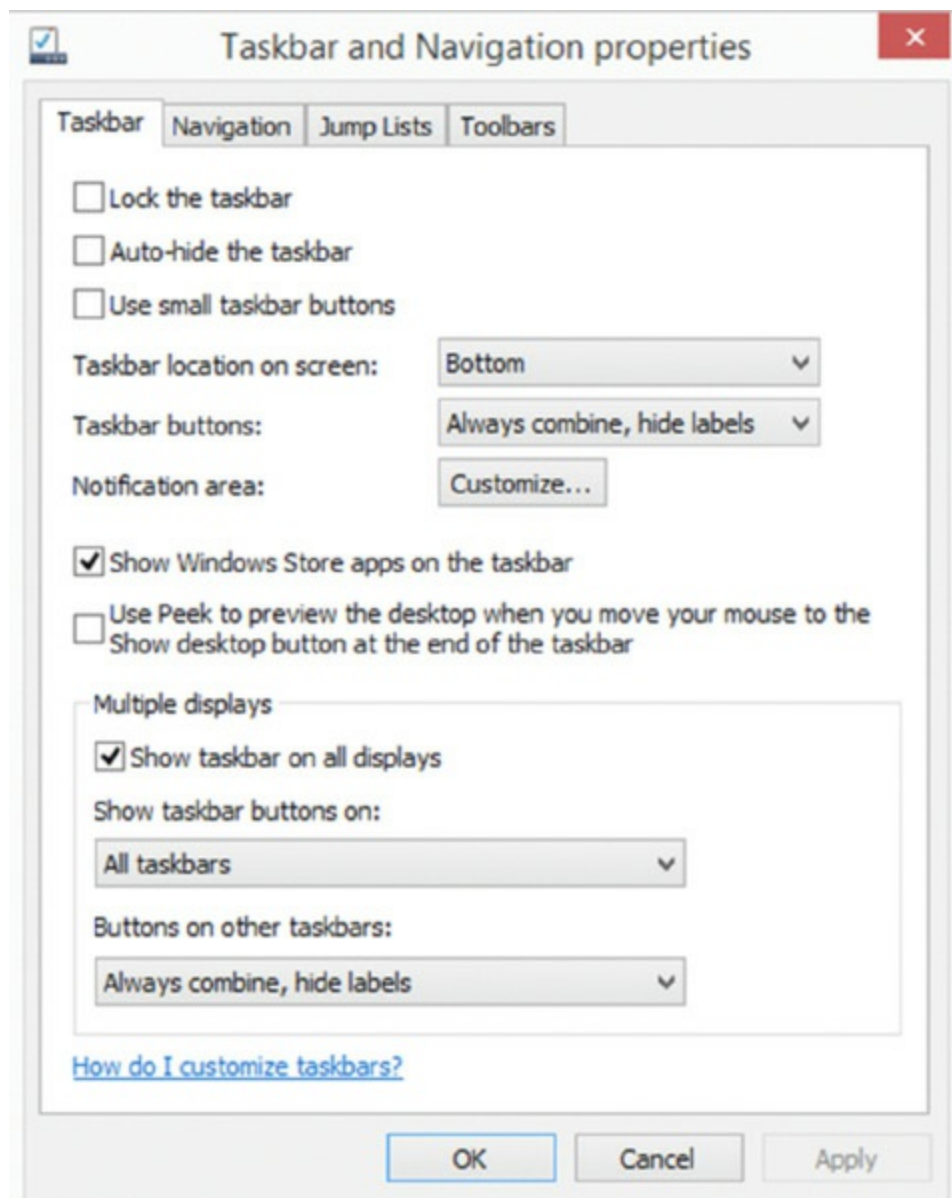 Taskbar and Navigation properties
Taskbar
Navigation
Jump Lists
Toolbars
Lock the taskbar
Auto-hide the taskbar
Use small taskbar buttons
Taskbar location on screen:
Bottom
Taskbar buttons:
Always combine, hide labels
Notification area:
Customize...
Show Windows Store apps on the taskbar
Use Peek to preview the desktop when you move your mouse to the
Show desktop button at the end of the taskbar
Multiple displays
Show taskbar on all displays
Show taskbar buttons on:
All taskbars
Buttons on other taskbars:
Always combine, hide labels
How do I customize taskbars?
OK
Cancel
Apply